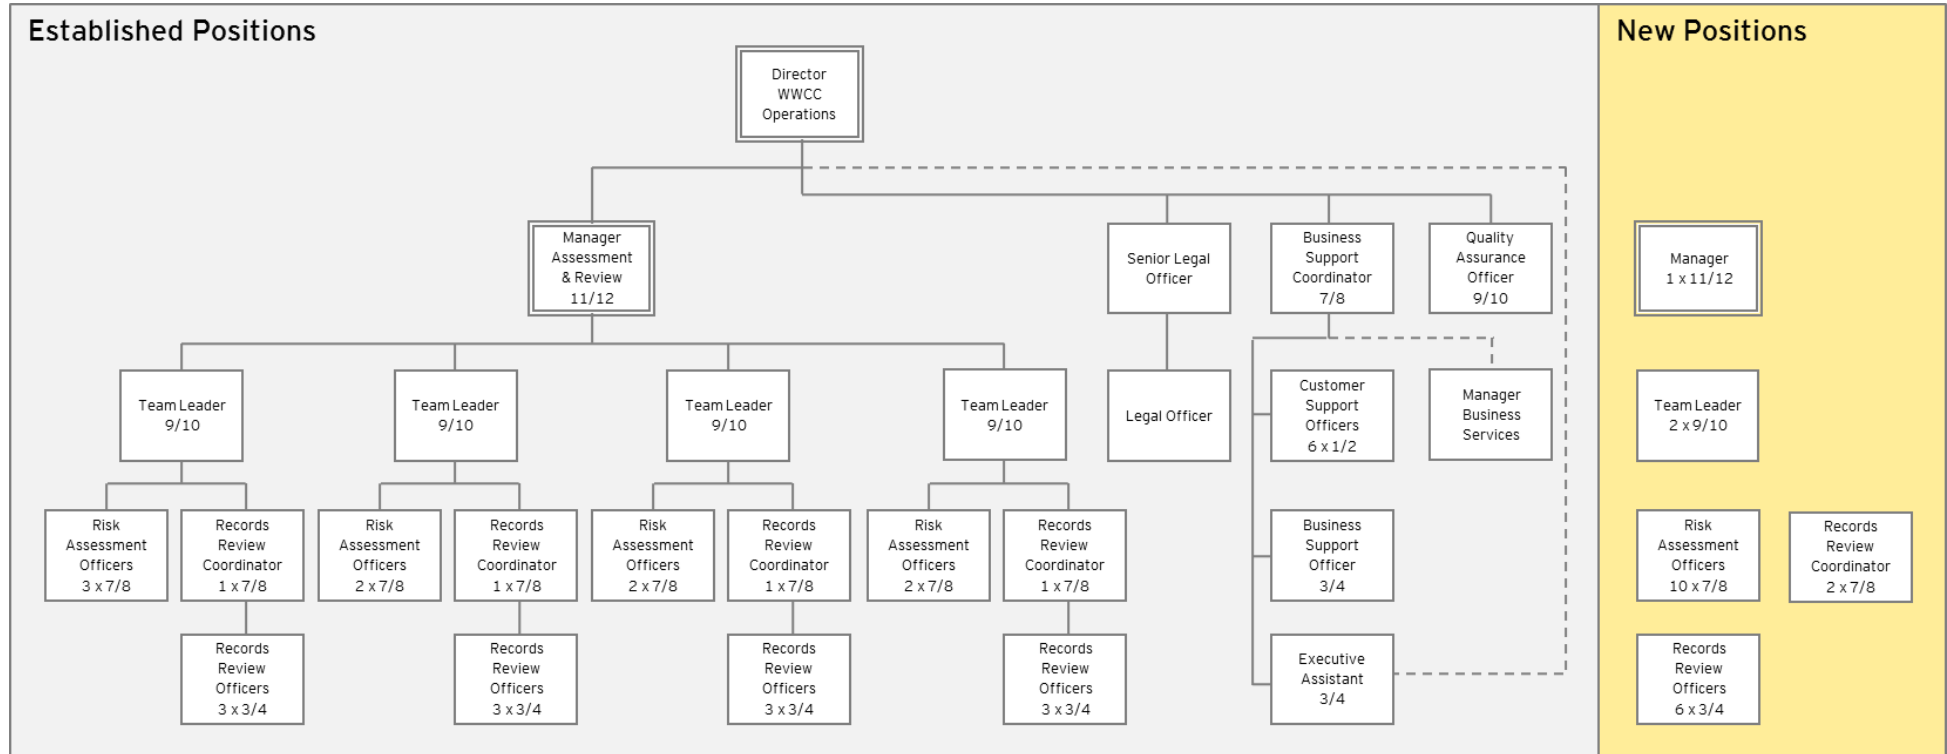 Established Positions
New Positions
Director
WWCC
Operations
Manager
Assessment
& Review
11/12
Senior Legal
Officer
Business
Support
Coordinator
7/8
Quality
Assurance
Officer
9/10
Manager
1 x 11/12
Team Leader
9/10
Team Leader
9/10
Team Leader
9/10
Team Leader
9/10
Legal Officer
Customer
Support
Officers
6 x 1/2
Manager
Business
Services
Team Leader
2 x 9/10
Risk
Assessment
Officers
3 x 7/8
Records
Review
Coordinator
1 x 7/8
Risk
Assessment
Officers
2 x 7/8
Records
Review
Coordinator
1 x 7/8
Risk
Assessment
Officers
2 x 7/8
Records
Review
Coordinator
1 x 7/8
Risk
Assessment
Officers
2 x 7/8
Records
Review
Coordinator
1 x 7/8
Business
Support
Officer
3/4
Risk
Assessment
Officers
10 x 7/8
Records
Review
Coordinator
2 x 7/8
Records
Review
Officers
3 x 3/4
Records
Review
Officers
3 x 3/4
Records
Review
Officers
3 x 3/4
Records
Review
Officers
3 x 3/4
Executive
Assistant
3/4
Records
Review
Officers
6 x 3/4